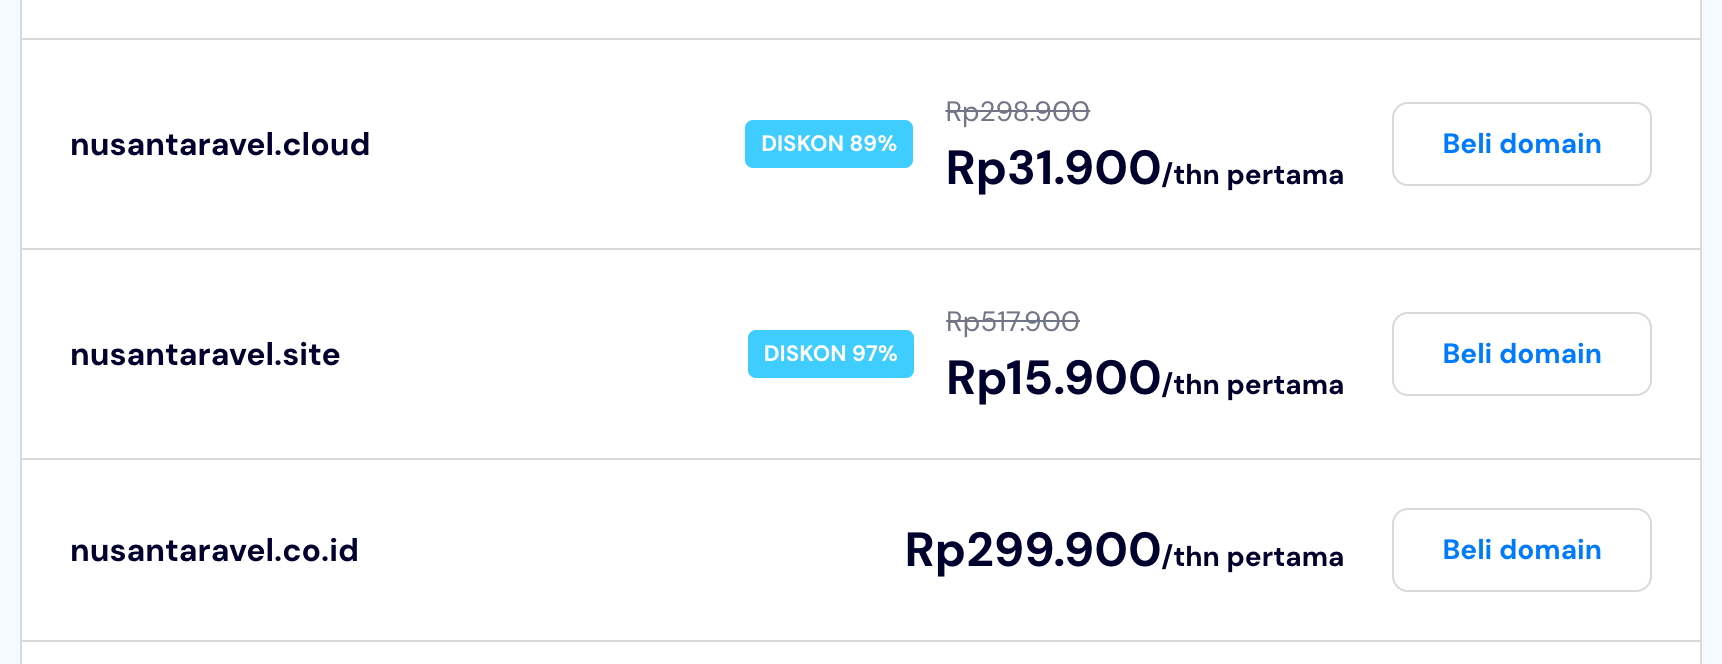 nusantaravel.cloud
DISKON 89%
Rp298.900
Rp31.900/thn pertama
Beli domain
nusantaravel.site
DISKON 97%
Rp517.900
Rp15.900/thn pertama
Beli domain
nusantaravel.co.id
Rp299.900/thn pertama
Beli domain